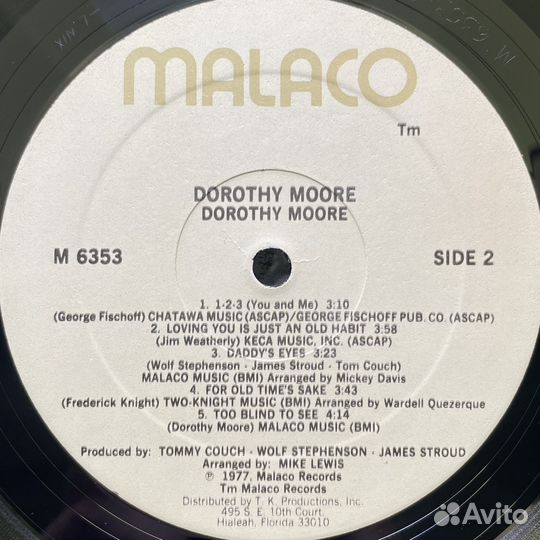 MALACO
Tm
DOROTHY MOORE
DOROTHY MOORE
M 6353
SIDE 2
1. 1-2-3 (You and Me) 3:10
(George Fischoff) CHATAWA MUSIC (ASCAP)/GEORGE FISCHOFF PUB. CO. (ASCAP)
2. LOVING YOU IS JUST AN OLD HABIT 3:58
(Jim Weatherly) KECA MUSIC, INC. (ASCAP)
3. DADDY'S EYES 3:23
(Wolf Stephenson - James Stroud - Tom Couch)
MALACO MUSIC (BMI) Arranged by Mickey Davis
4. FOR OLD TIME'S SAKE 3:43
(Frederick Knight) TWO-KNIGHT MUSIC (BMI) Arranged by Wardell Quezerque
5. TOO BLIND TO SEE 4:14
(Dorothy Moore) MALACO MUSIC (BMI)
Produced by: TOMMY COUCH · WOLF STEPHENSON · JAMES STROUD
Arranged by: MIKE LEWIS
℗ 1977, Malaco Records
Tm Malaco Records
Distributed by T. K. Productions, Inc.
495 S. E. 10th Court,
Hialeah, Florida 33010
Avito